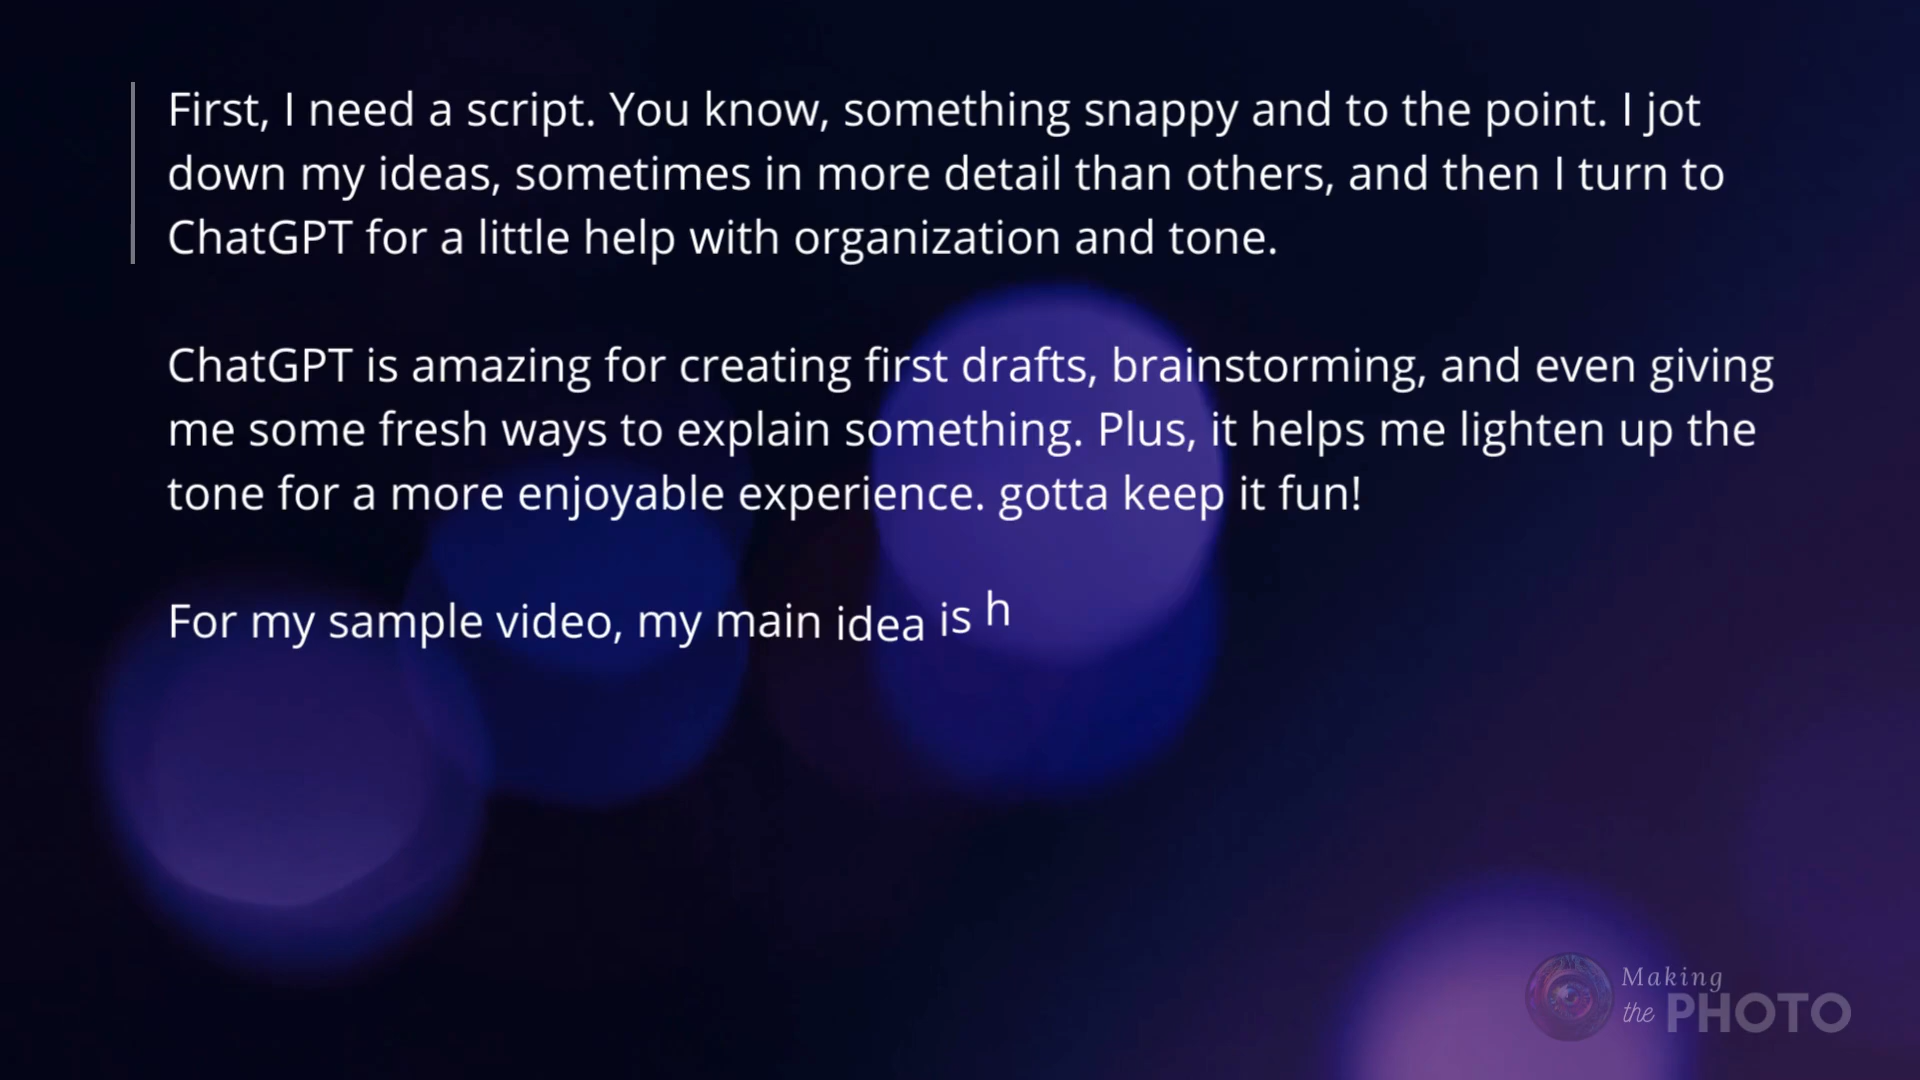 First, I need a script. You know, something snappy and to the point. I jot
down my ideas, sometimes in more detail than others, and then I turn to
ChatGPT for a little help with organization and tone.
ChatGPT is amazing for creating first drafts, brainstorming, and even giving
me some fresh ways to explain something. Plus, it helps me lighten up the
tone for a more enjoyable experience. gotta keep it fun!
For my sample video, my main idea is h
Making
the PHOTO